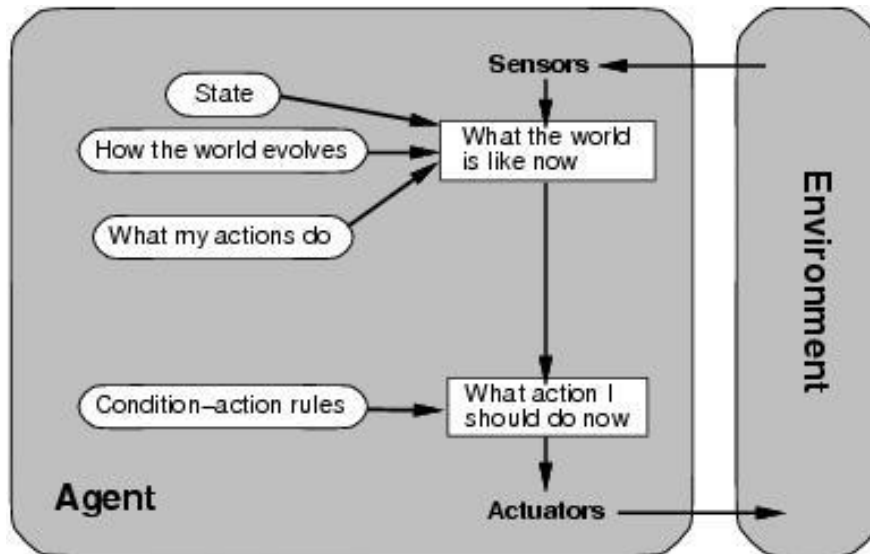 Sensors
State
What the world
is like now
How the world evolves
What my actions do
Environment
Condition–action rules
What action I
should do now
Agent
Actuators